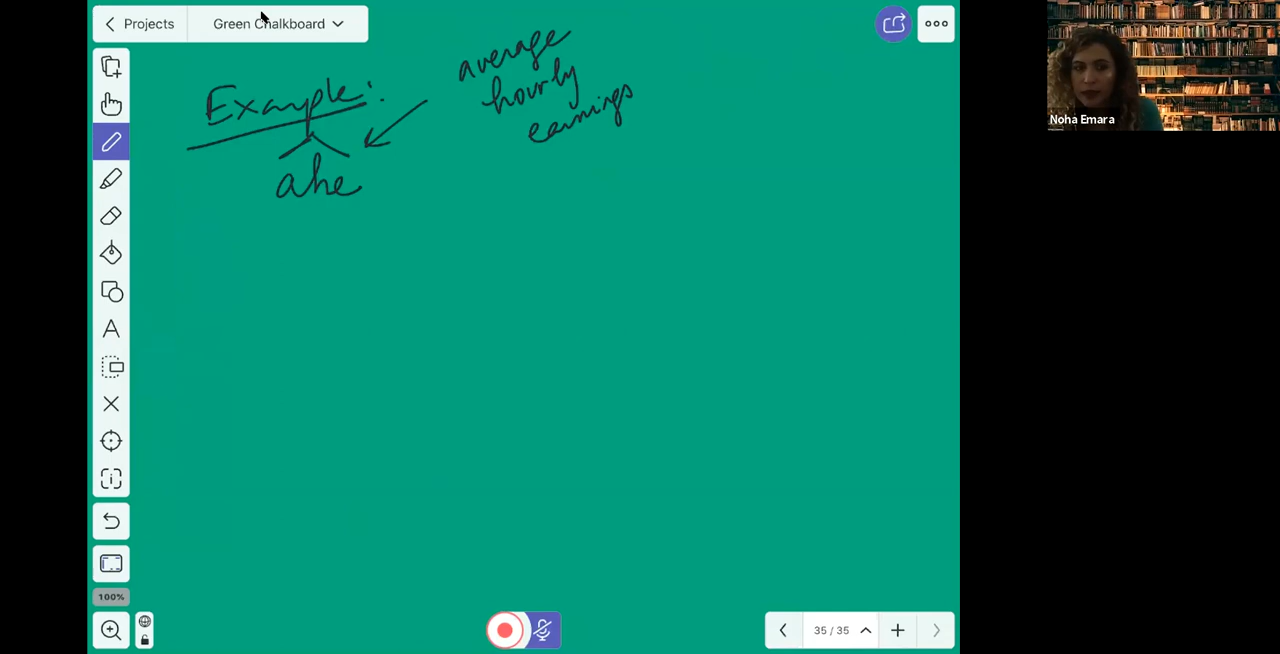 Projects
Green Chalkboard
Example:
average
hourly
earnings
ahe
Noha Emara
A
100%
35 / 35